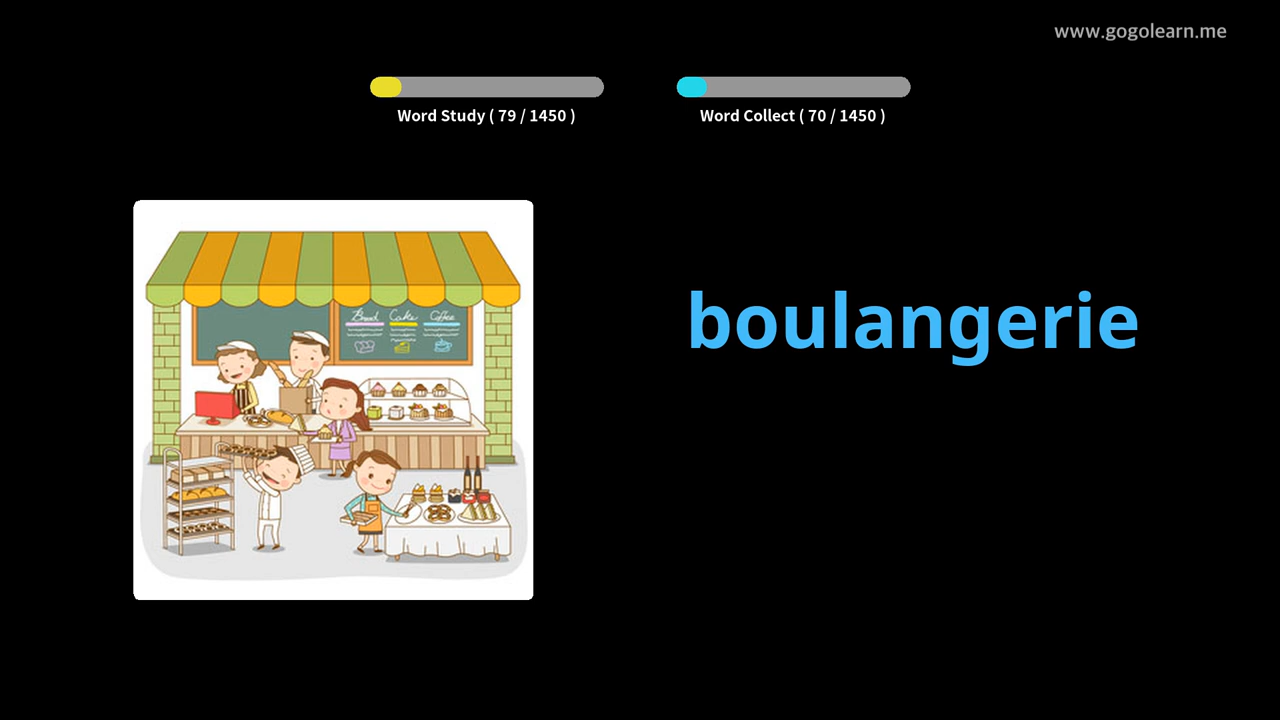 www.gogolearn.me
Word Study ( 79 / 1450 )
Word Collect ( 70 / 1450 )
Bread Cake Coffee
boulangerie